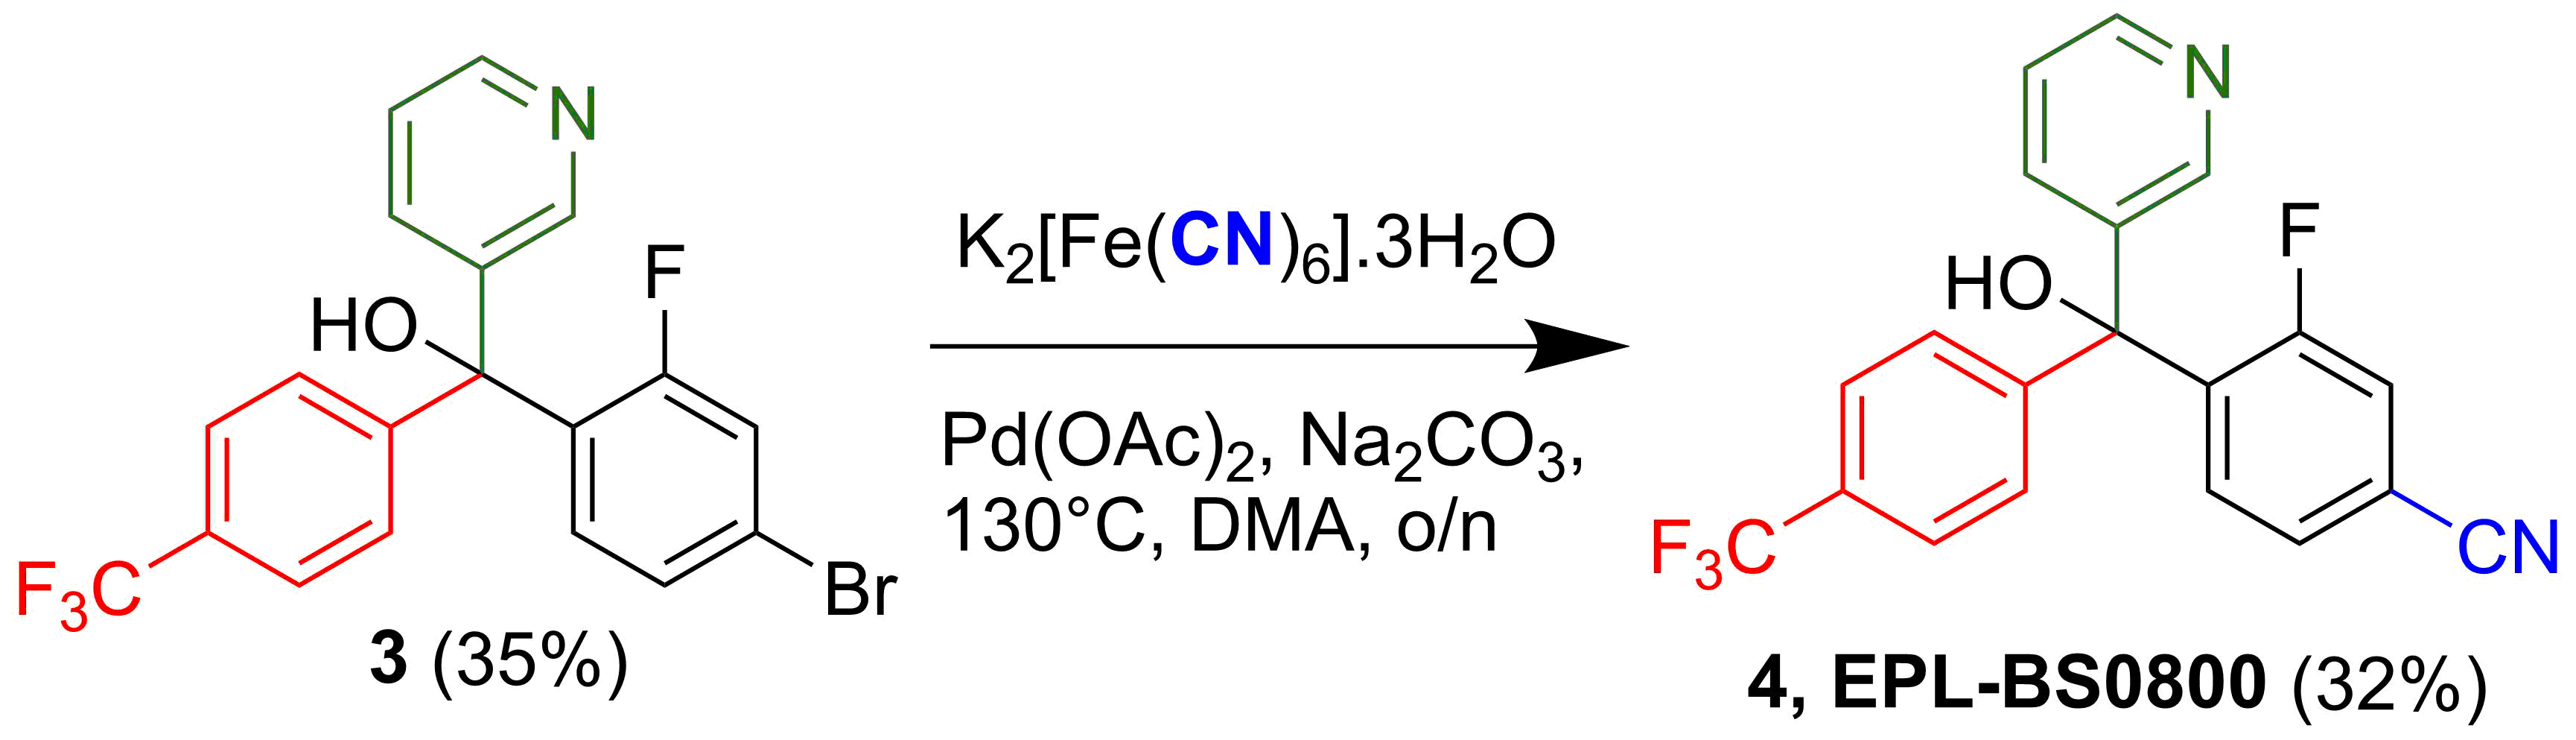 N
F
HO
F₃C
Br
3 (35%)
K₂[Fe(CN)₆].3H₂O
Pd(OAc)₂, Na₂CO₃,
130°C, DMA, o/n
N
F
HO
F₃C
CN
4, EPL-BS0800 (32%)